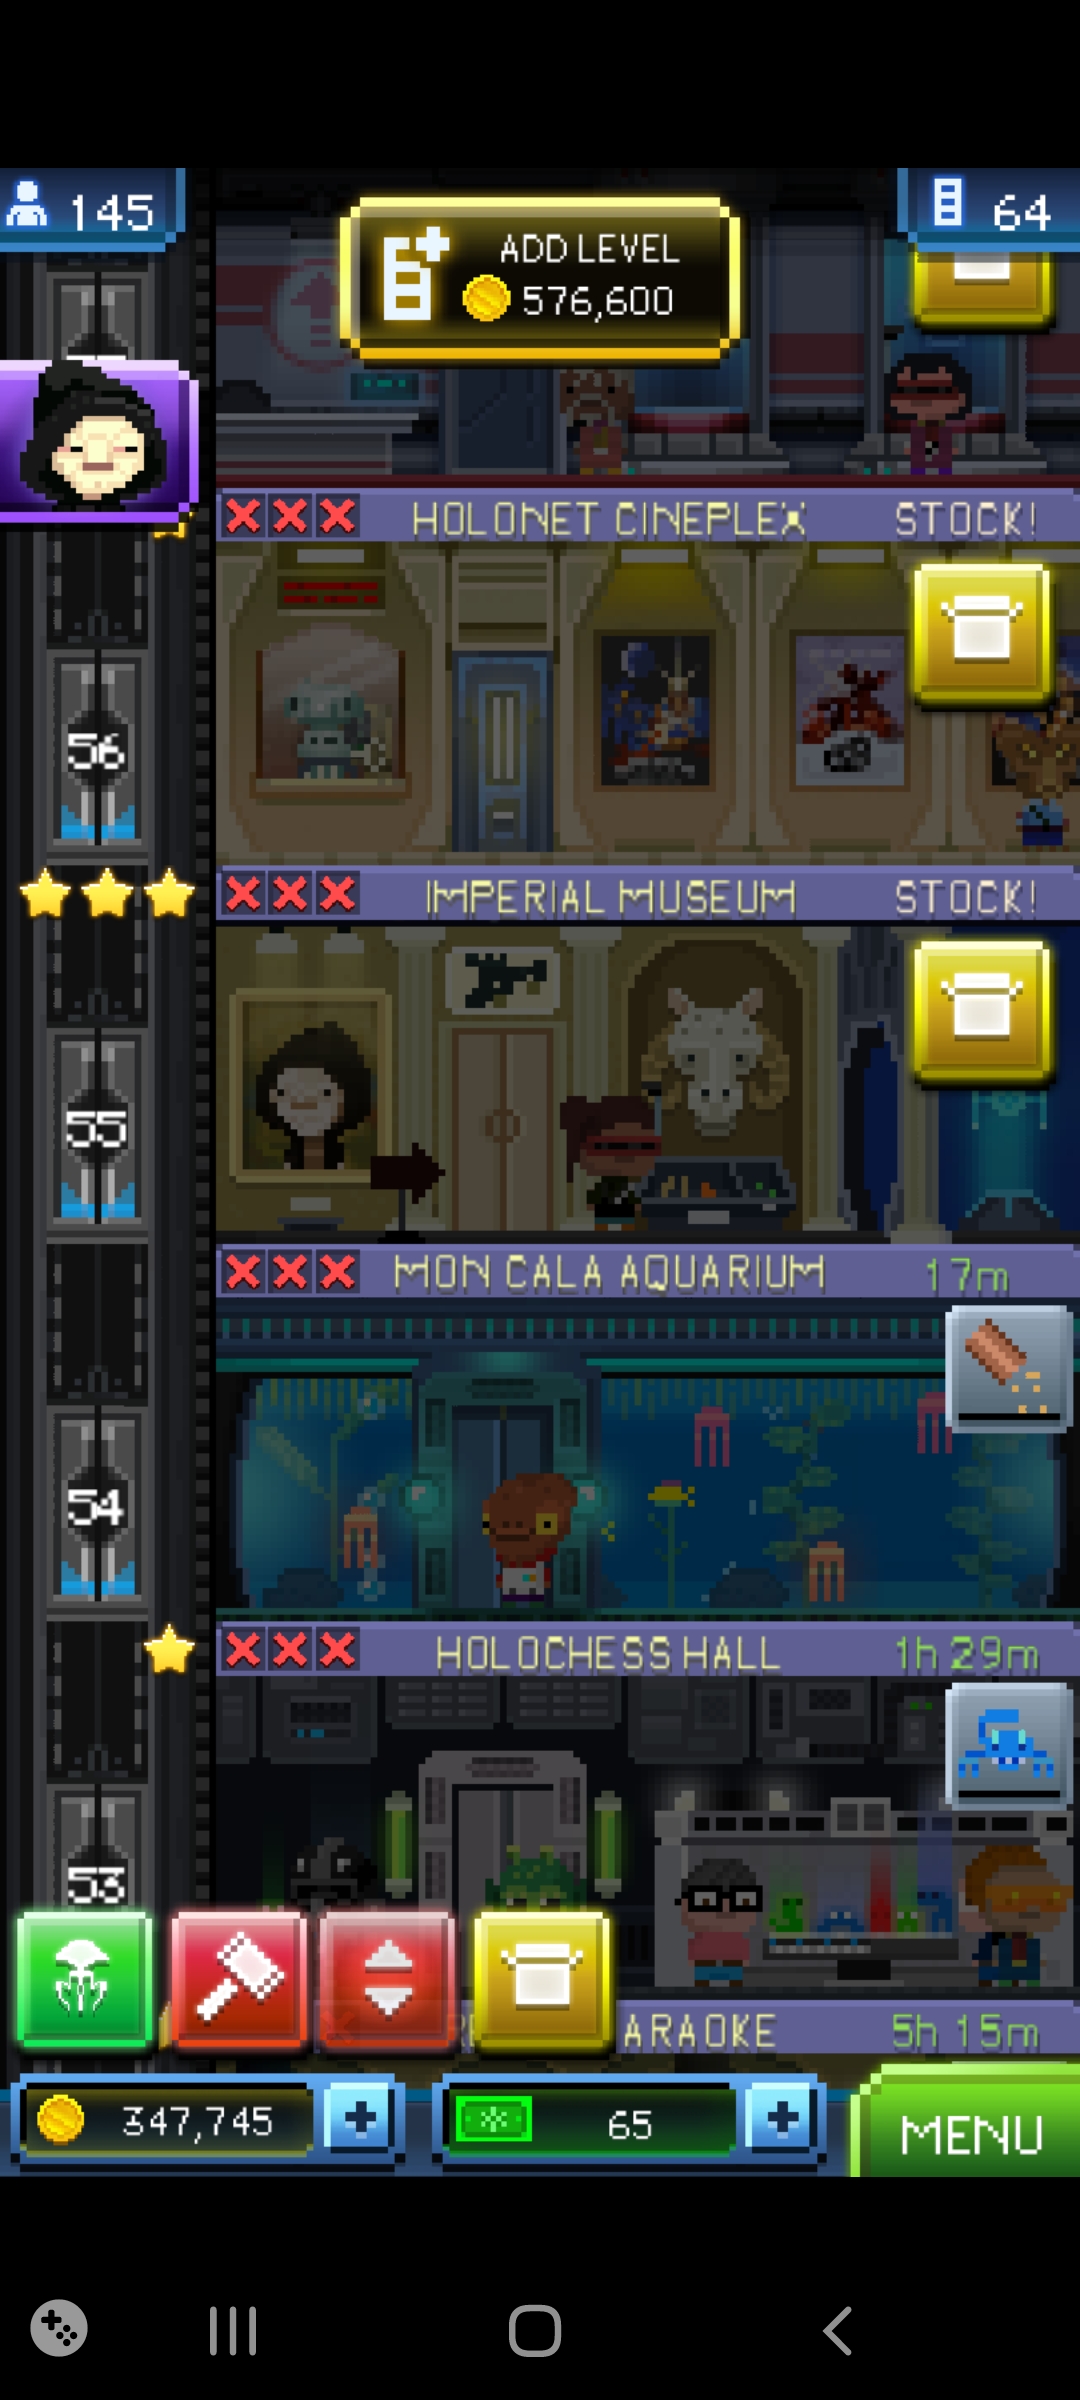 145
ADD LEVEL
576,600
64
HOLONET CINEPLEX STOCK!
56
IMPERIAL MUSEUM STOCK!
55
MON CALA AQUARIUM 17m
54
HOLOCHESS HALL 1h 29m
53
ARAOKE 5h 15m
347,745
65
MENU